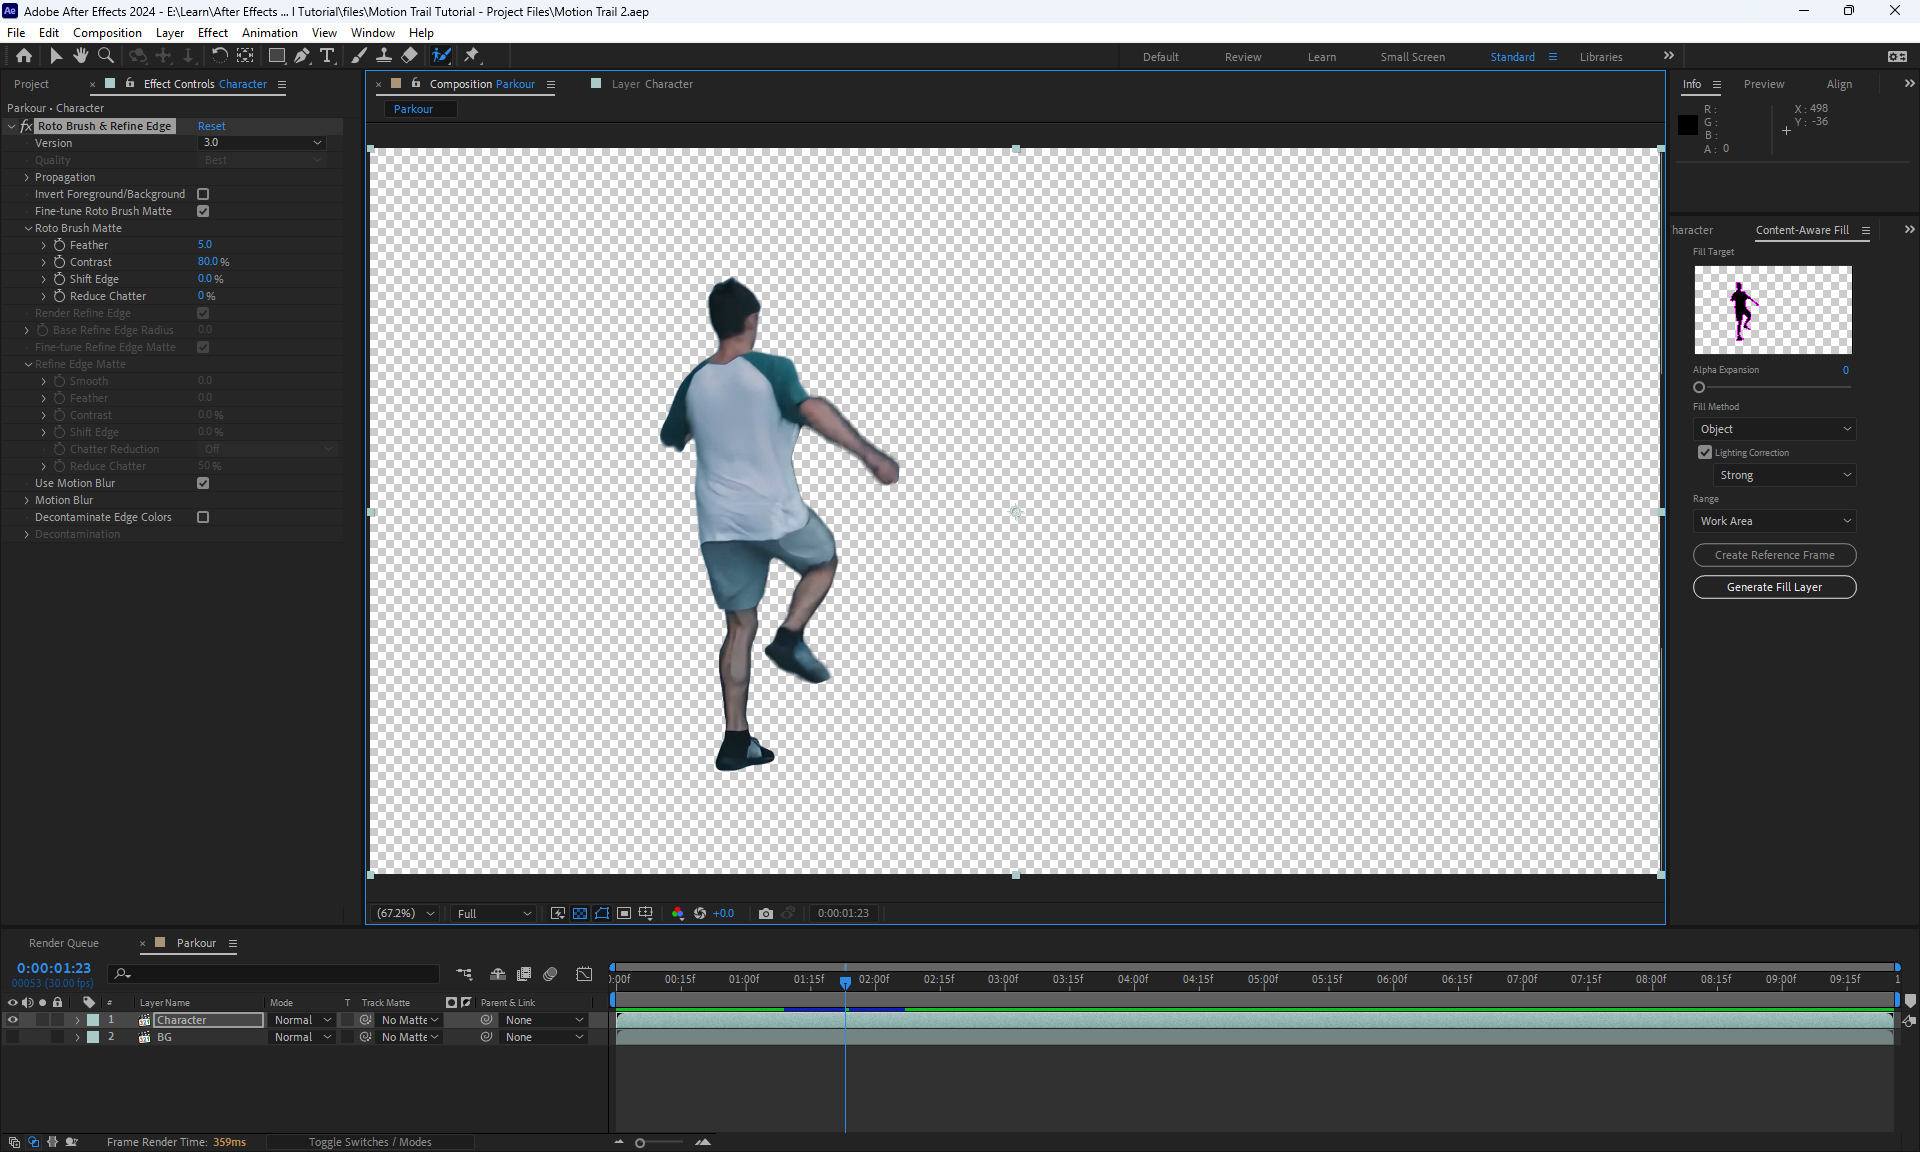 Adobe After Effects 2024 - E:\Learn\After Effects ... l Tutorial\files\Motion Trail Tutorial - Project Files\Motion Trail 2.aep
File Edit Composition Layer Effect Animation View Window Help
Default Review Learn Small Screen Standard Libraries
Project Effect Controls Character
Parkour • Character
fx Roto Brush & Refine Edge Reset
Version 3.0
Quality Best
Propagation
Invert Foreground/Background
Fine-tune Roto Brush Matte
Roto Brush Matte
Feather 5.0
Contrast 80.0 %
Shift Edge 0.0 %
Reduce Chatter 0 %
Render Refine Edge
Base Refine Edge Radius 0.0
Fine-tune Refine Edge Matte
Refine Edge Matte
Smooth 0.0
Feather 0.0
Contrast 0.0 %
Shift Edge 0.0 %
Chatter Reduction Off
Reduce Chatter 50 %
Use Motion Blur
Motion Blur
Decontaminate Edge Colors
Decontamination
Composition Parkour Layer Character
Parkour
(67.2%) Full +0.0 0:00:01:23
Info Preview Align
R :
G :
B :
A : 0
X : 498
Y : -36
haracter Content-Aware Fill
Fill Target
Alpha Expansion 0
Fill Method
Object
Lighting Correction
Strong
Range
Work Area
Create Reference Frame
Generate Fill Layer
Render Queue Parkour
0:00:01:23
00053 (30.00 fps)
):00f 00:15f 01:00f 01:15f 02:00f 02:15f 03:00f 03:15f 04:00f 04:15f 05:00f 05:15f 06:00f 06:15f 07:00f 07:15f 08:00f 08:15f 09:00f 09:15f 1
# Layer Name Mode T Track Matte Parent & Link
1 Character Normal No Matte None
2 BG Normal No Matte None
Frame Render Time: 359ms Toggle Switches / Modes